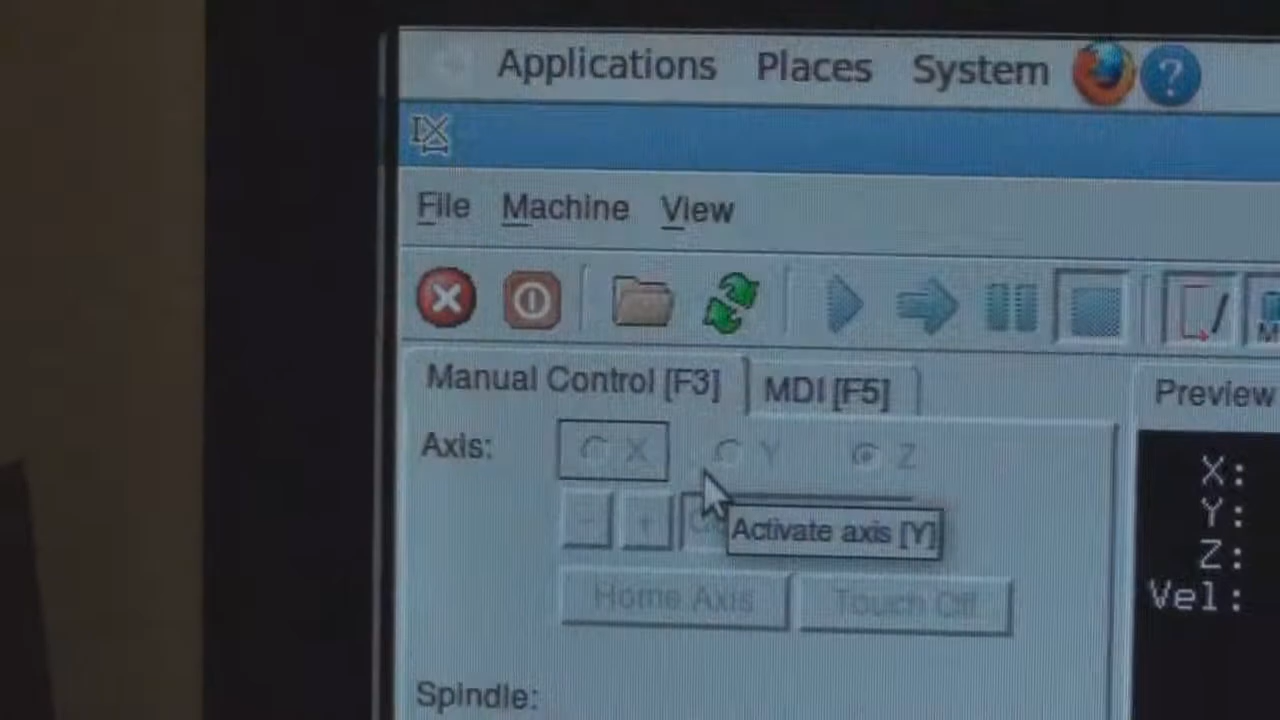 Applications Places System
File Machine View
Manual Control [F3] MDI [F5] Preview
Axis: X Y Z
X:
- +
Y:
Activate axis [Y]
Z:
Home Axis Touch Off
Vel:
Spindle: